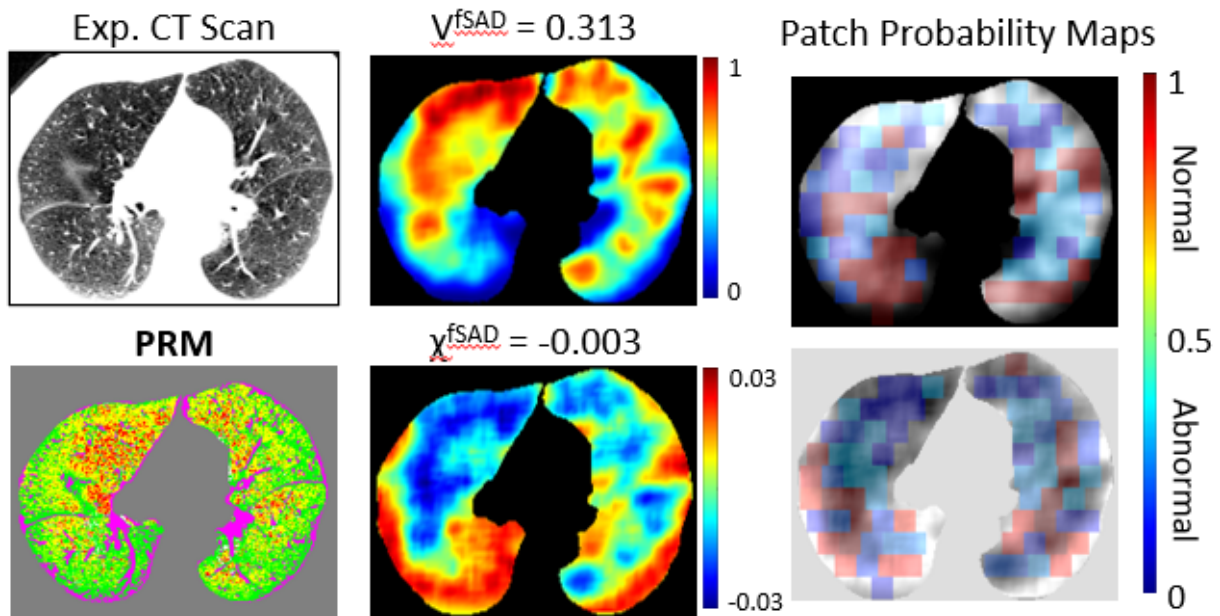 Exp. CT Scan
V^fSAD = 0.313
Patch Probability Maps
1
0
1
Normal
0.5
Abnormal
0
PRM
χ^fSAD = -0.003
0.03
-0.03